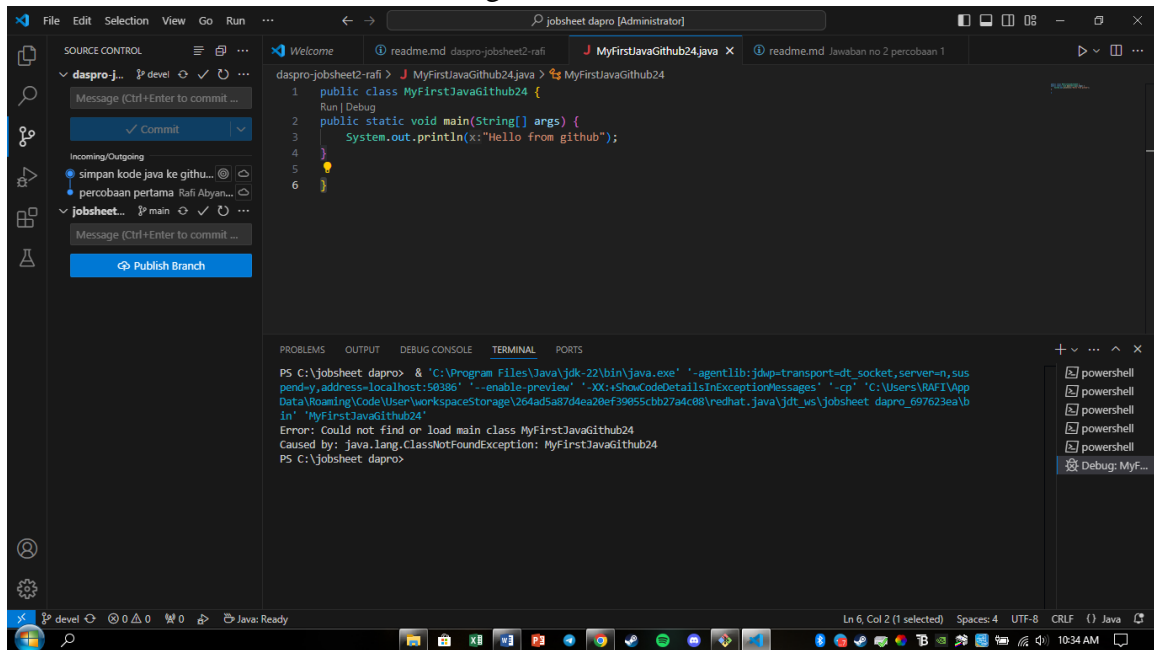 File Edit Selection View Go Run ···
jobsheet dapro [Administrator]
SOURCE CONTROL
daspro-j... devel
Message (Ctrl+Enter to commit ...
Commit
Incoming/Outgoing
simpan kode java ke githu...
percobaan pertama Rafi Abyan...
jobsheet... main
Message (Ctrl+Enter to commit ...
Publish Branch
Welcome
readme.md daspro-jobsheet2-rafi
J MyFirstJavaGithub24.java
readme.md Jawaban no 2 percobaan 1
daspro-jobsheet2-rafi > J MyFirstJavaGithub24.java > MyFirstJavaGithub24
1 public class MyFirstJavaGithub24 {
Run | Debug
2 public static void main(String[] args) {
3 System.out.println(x:"Hello from github");
4 }
5
6 }
PROBLEMS OUTPUT DEBUG CONSOLE TERMINAL PORTS
PS C:\jobsheet dapro> & 'C:\Program Files\Java\jdk-22\bin\java.exe' '-agentlib:jdwp=transport=dt_socket,server=n,sus
pend=y,address=localhost:50386' '--enable-preview' '-XX:+ShowCodeDetailsInExceptionMessages' '-cp' 'C:\Users\RAFI\App
Data\Roaming\Code\User\workspaceStorage\264ad5a87d4ea20ef39055cbb27a4c08\redhat.java\jdt_ws\jobsheet dapro_697623ea\b
in' 'MyFirstJavaGithub24'
Error: Could not find or load main class MyFirstJavaGithub24
Caused by: java.lang.ClassNotFoundException: MyFirstJavaGithub24
PS C:\jobsheet dapro>
powershell
powershell
powershell
powershell
powershell
Debug: MyF...
devel 0 0 0 Java: Ready
Ln 6, Col 2 (1 selected) Spaces: 4 UTF-8 CRLF {} Java
10:34 AM